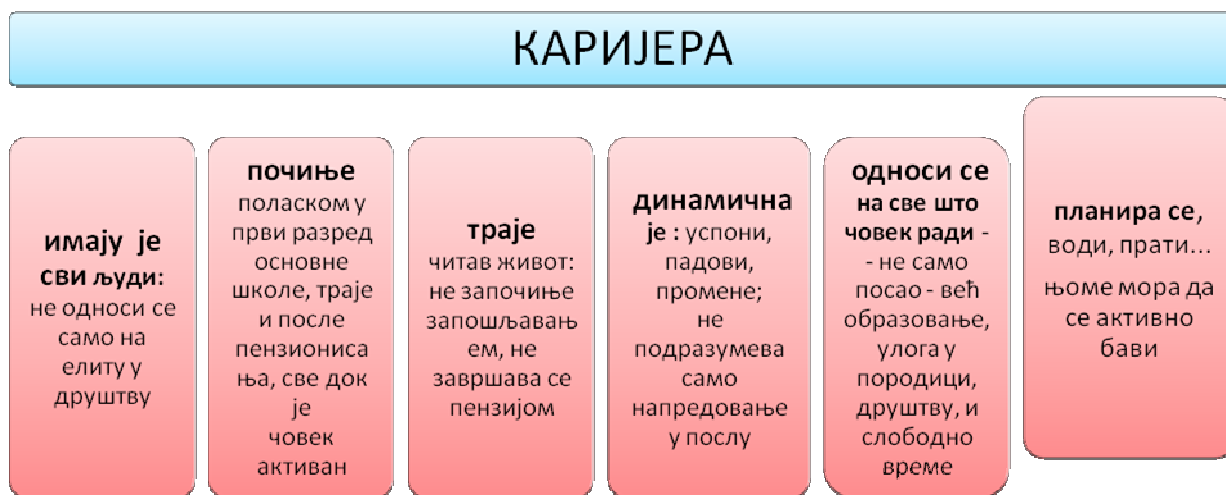 КАРИЈЕРА
имају је
сви људи:
не односи се
само на
елиту у
друштву
почиње
поласком у
први разред
основне
школе, траје
и после
пензиониса
ња, све док
је
човек
активан
траје
читав живот:
не започиње
запошљавањ
ем, не
завршава се
пензијом
динамична
је : успони,
падови,
промене;
не
подразумева
само
напредовање
у послу
односи се
на све што
човек ради -
- не само
посао - већ
образовање,
улога у
породици,
друштву, и
слободно
време
планира се,
води, прати...
њоме мора да
се активно
бави